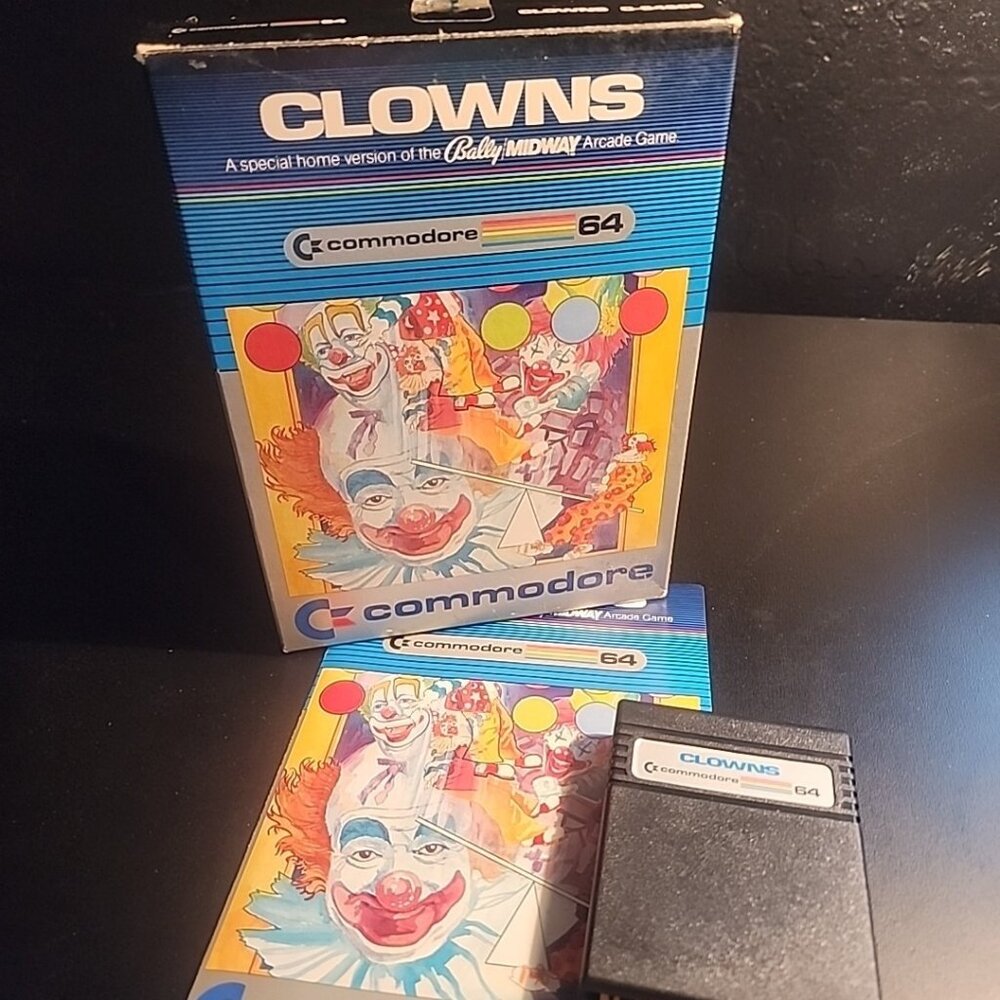 CLOWNS
CLOWNS
A special home version of the Bally MIDWAY Arcade Game.
commodore 64
commodore
MIDWAY Arcade Game
commodore 64
CLOWNS
commodore 64